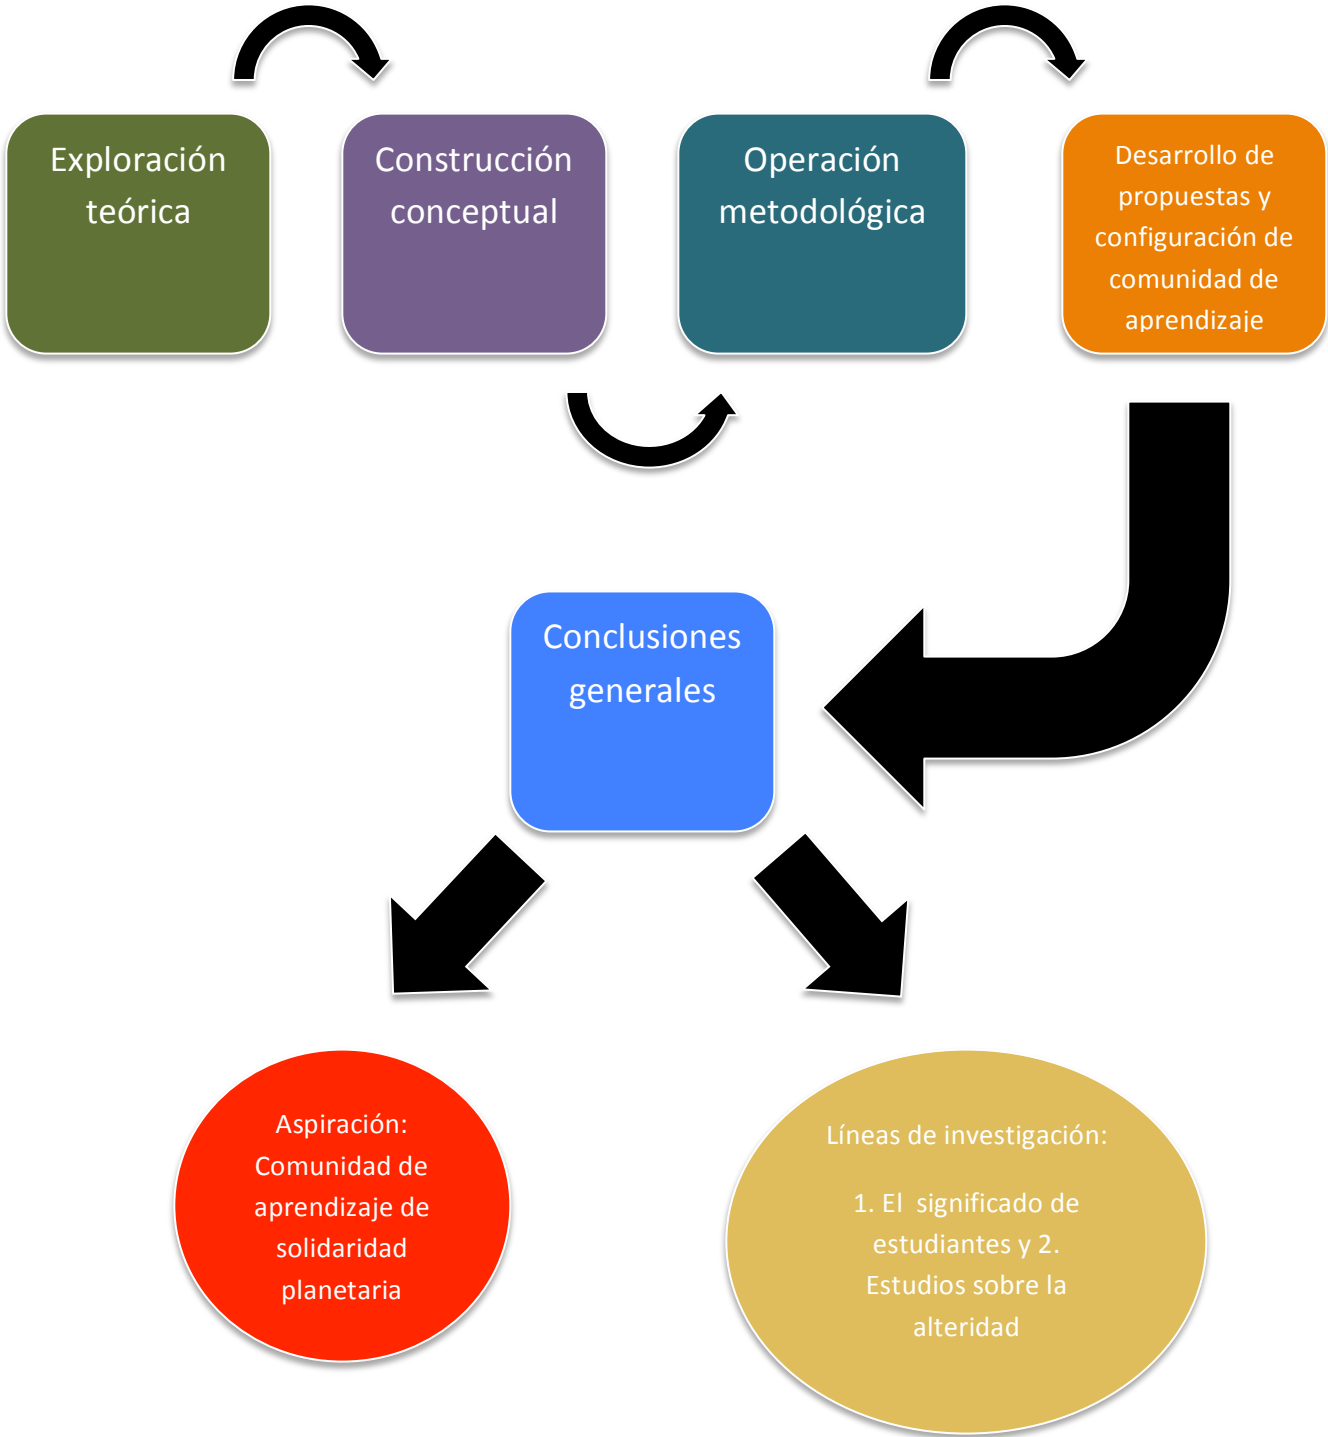 Exploración
teórica
Construcción
conceptual
Operación
metodológica
Desarrollo de
propuestas y
configuración de
comunidad de
aprendizaje
Conclusiones
generales
Aspiración:
Comunidad de
aprendizaje de
solidaridad
planetaria
Líneas de investigación:
1. El  significado de
estudiantes y 2.
Estudios sobre la
alteridad